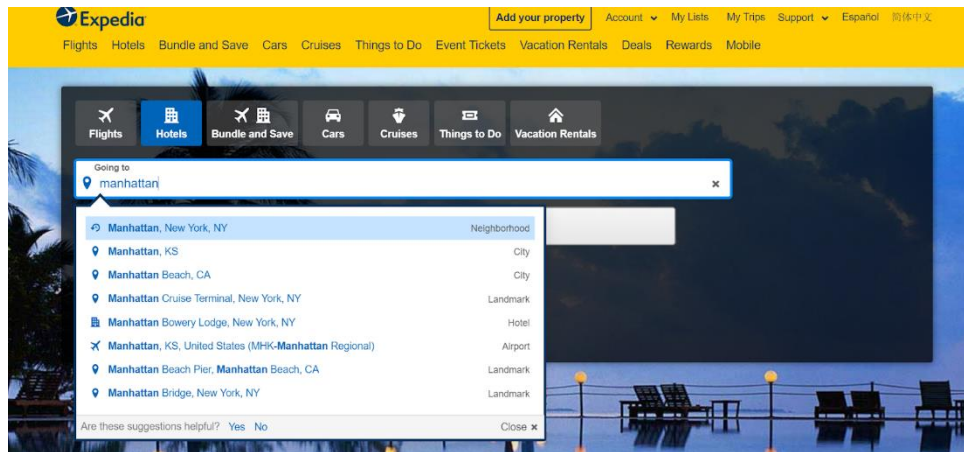 Expedia
Add your property Account My Lists My Trips Support Español 简体中文
Flights Hotels Bundle and Save Cars Cruises Things to Do Event Tickets Vacation Rentals Deals Rewards Mobile
Flights Hotels Bundle and Save Cars Cruises Things to Do Vacation Rentals
Going to
manhattan
Manhattan, New York, NY Neighborhood
Manhattan, KS City
Manhattan Beach, CA City
Manhattan Cruise Terminal, New York, NY Landmark
Manhattan Bowery Lodge, New York, NY Hotel
Manhattan, KS, United States (MHK-Manhattan Regional) Airport
Manhattan Beach Pier, Manhattan Beach, CA Landmark
Manhattan Bridge, New York, NY Landmark
Are these suggestions helpful? Yes No Close ×